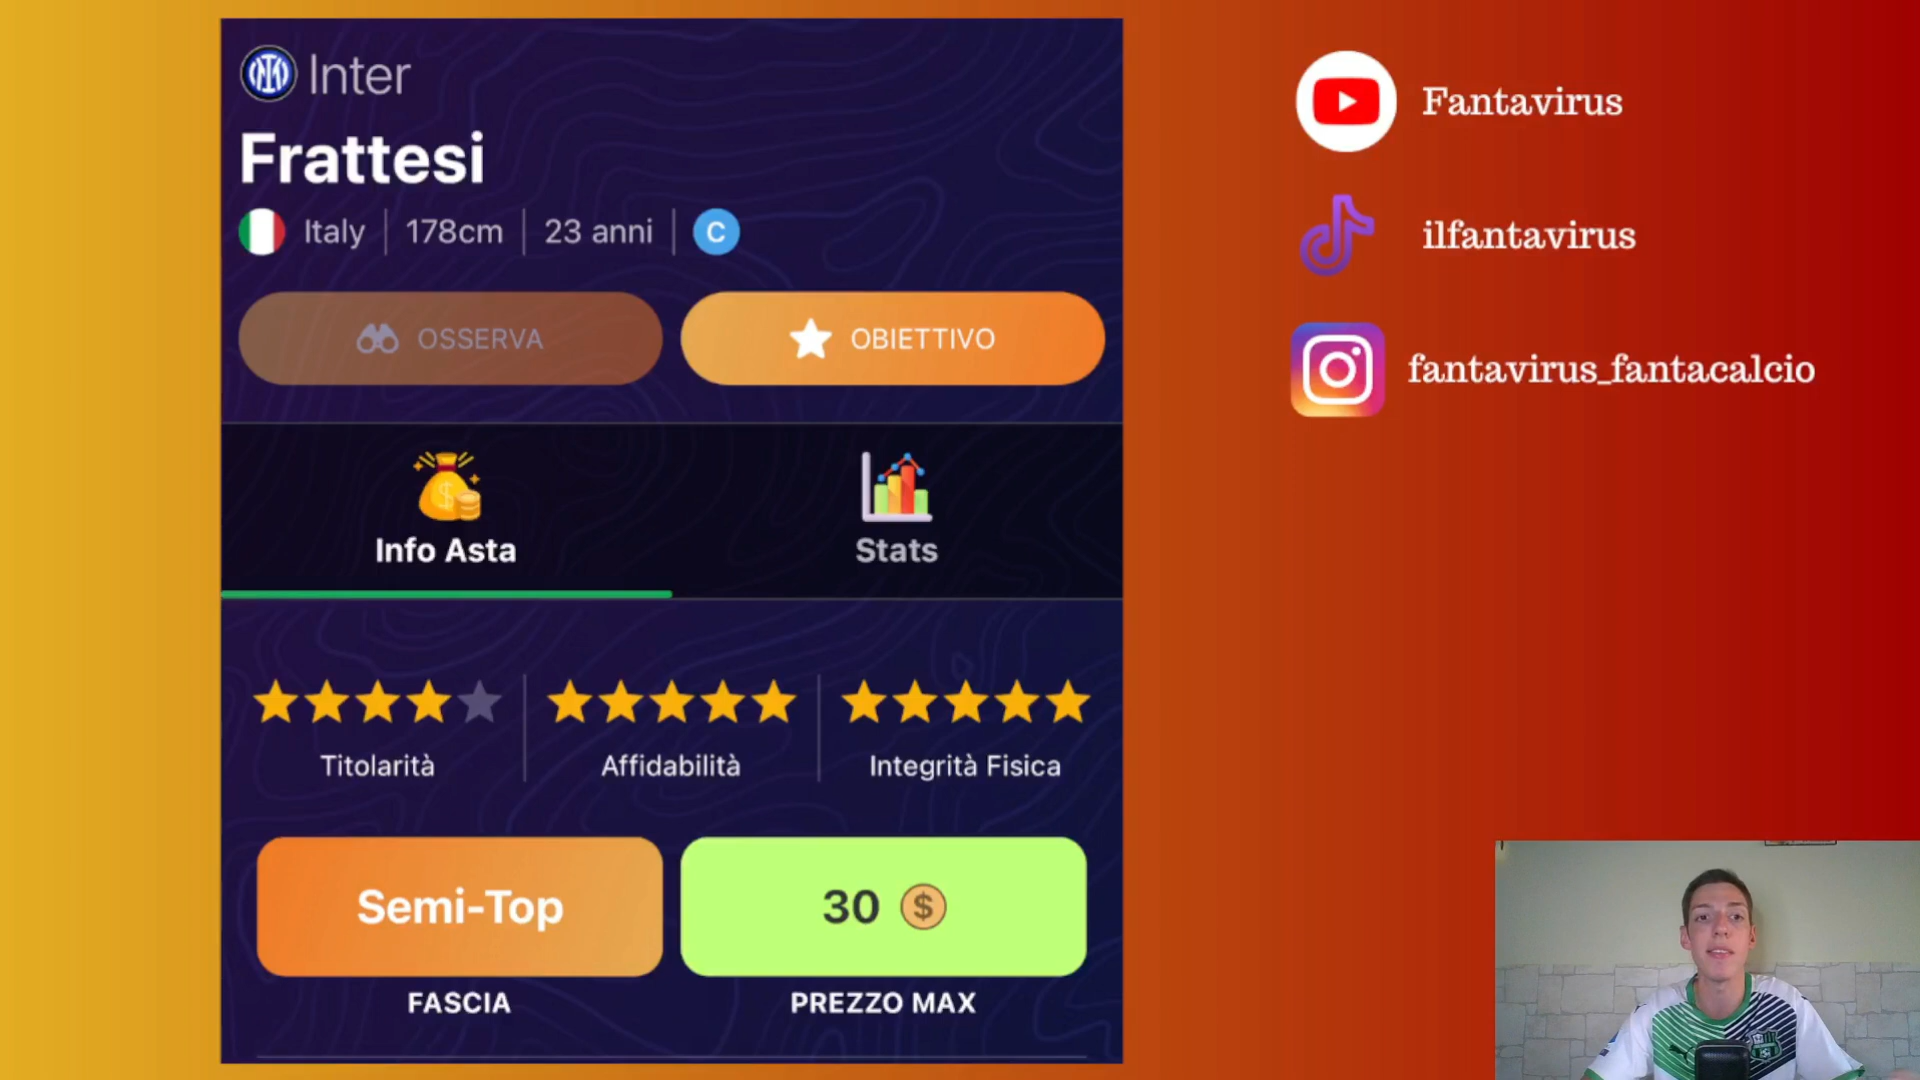 Inter
Frattesi
Italy
178cm
23 anni
C
OSSERVA
OBIETTIVO
Info Asta
Stats
Titolarità
Affidabilità
Integrità Fisica
Semi-Top
30 $
FASCIA
PREZZO MAX
Fantavirus
ilfantavirus
fantavirus_fantacalcio